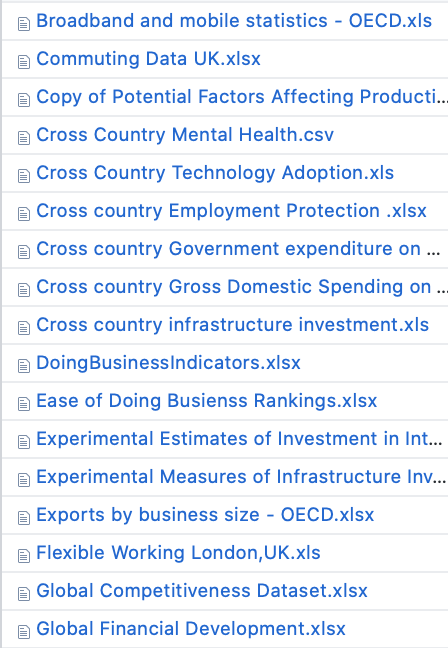 Broadband and mobile statistics - OECD.xls
Commuting Data UK.xlsx
Copy of Potential Factors Affecting Producti...
Cross Country Mental Health.csv
Cross Country Technology Adoption.xls
Cross country Employment Protection .xlsx
Cross country Government expenditure on ...
Cross country Gross Domestic Spending on ...
Cross country infrastructure investment.xls
DoingBusinessIndicators.xlsx
Ease of Doing Busienss Rankings.xlsx
Experimental Estimates of Investment in Int...
Experimental Measures of Infrastructure Inv...
Exports by business size - OECD.xlsx
Flexible Working London,UK.xls
Global Competitiveness Dataset.xlsx
Global Financial Development.xlsx